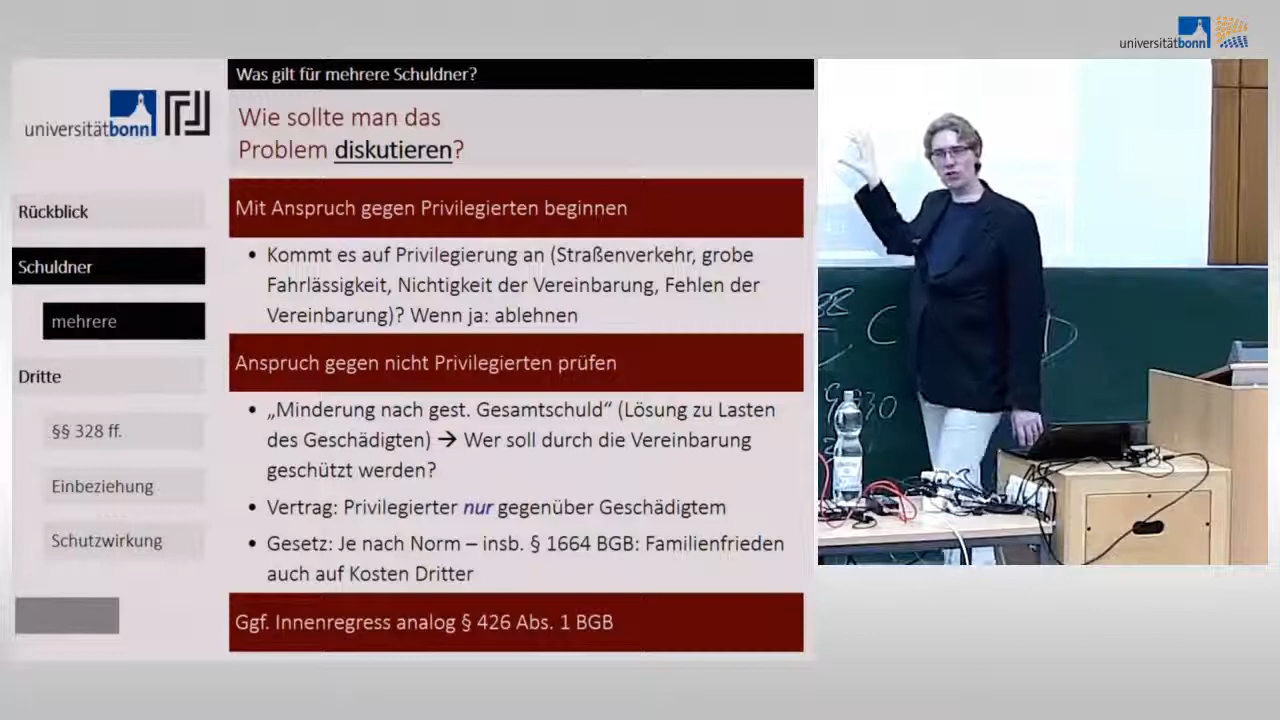 universitätbonn
Was gilt für mehrere Schuldner?
universitätbonn
Wie sollte man das
Problem diskutieren?
Rückblick
Schuldner
mehrere
Dritte
§§ 328 ff.
Einbeziehung
Schutzwirkung
Mit Anspruch gegen Privilegierten beginnen
• Kommt es auf Privilegierung an (Straßenverkehr, grobe
Fahrlässigkeit, Nichtigkeit der Vereinbarung, Fehlen der
Vereinbarung)? Wenn ja: ablehnen
Anspruch gegen nicht Privilegierten prüfen
• „Minderung nach gest. Gesamtschuld“ (Lösung zu Lasten
des Geschädigten) → Wer soll durch die Vereinbarung
geschützt werden?
• Vertrag: Privilegierter nur gegenüber Geschädigtem
• Gesetz: Je nach Norm – insb. § 1664 BGB: Familienfrieden
auch auf Kosten Dritter
Ggf. Innenregress analog § 426 Abs. 1 BGB
C
D